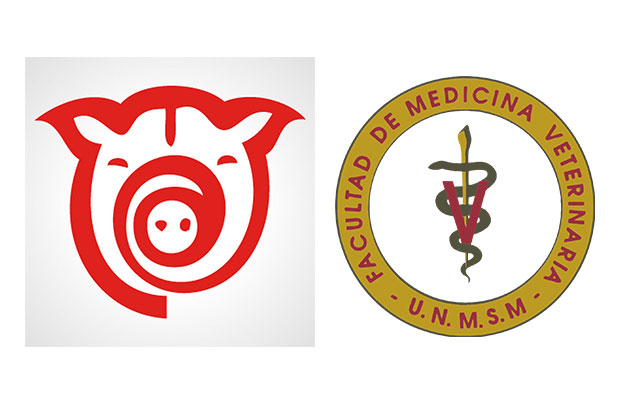 FACULTAD DE MEDICINA VETERINARIA
- U.N.M.S.M -
V